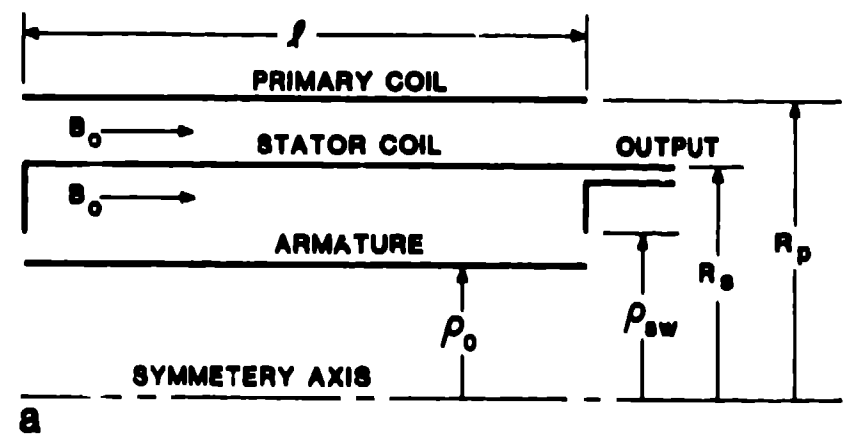 ℓ
PRIMARY COIL
B₀
STATOR COIL OUTPUT
B₀
ARMATURE
ρ₀
ρsw
Rs
Rp
SYMMETERY AXIS
a